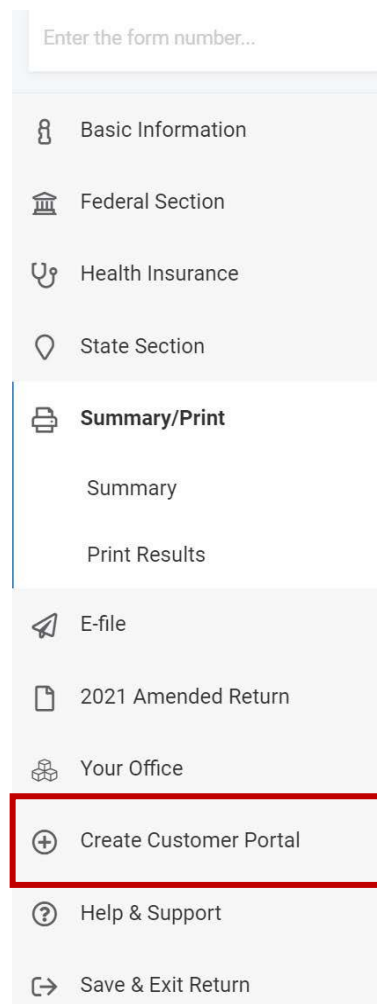 Enter the form number...
Basic Information
Federal Section
Health Insurance
State Section
Summary/Print
Summary
Print Results
E-file
2021 Amended Return
Your Office
Create Customer Portal
Help & Support
Save & Exit Return